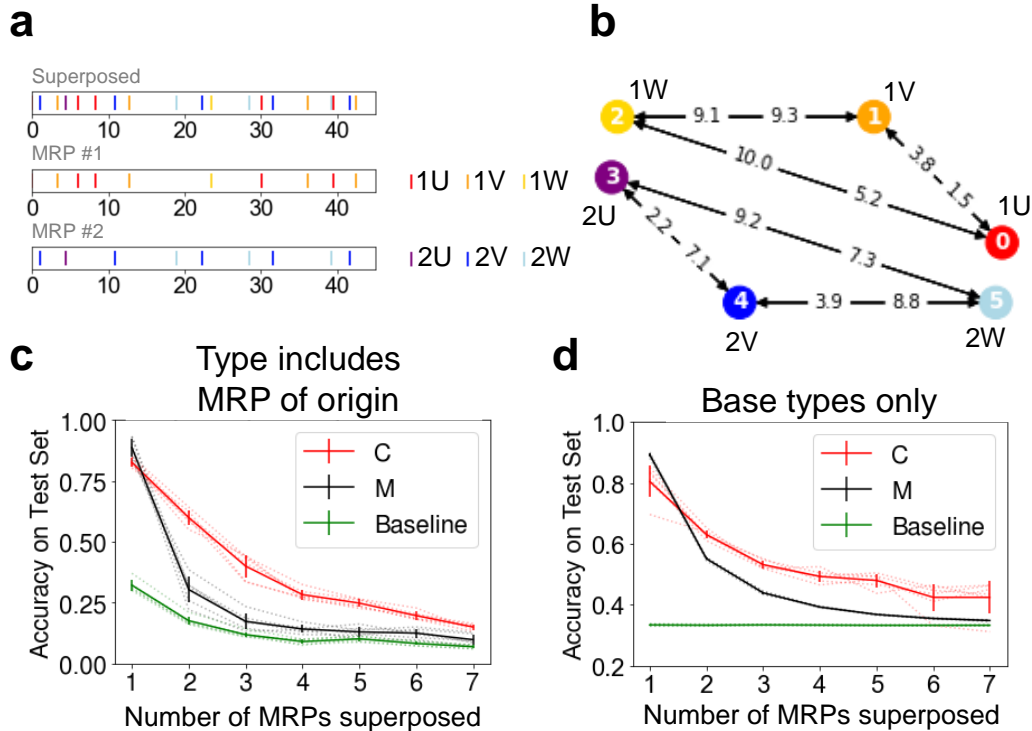 a
Superposed
0 10 20 30 40
MRP #1
0 10 20 30 40
1U 1V 1W
MRP #2
0 10 20 30 40
2U 2V 2W
b
1W
1V
2
1
9.1 9.3
10.0
3.8
1.5
5.2
1U
0
3
2U
2.2
7.1
9.2
7.3
4
2V
3.9 8.8
5
2W
c
Type includes
MRP of origin
Accuracy on Test Set
1.00
0.75
0.50
0.25
0.00
C
M
Baseline
1 2 3 4 5 6 7
Number of MRPs superposed
d
Base types only
Accuracy on Test Set
1.0
0.8
0.6
0.4
0.2
C
M
Baseline
1 2 3 4 5 6 7
Number of MRPs superposed